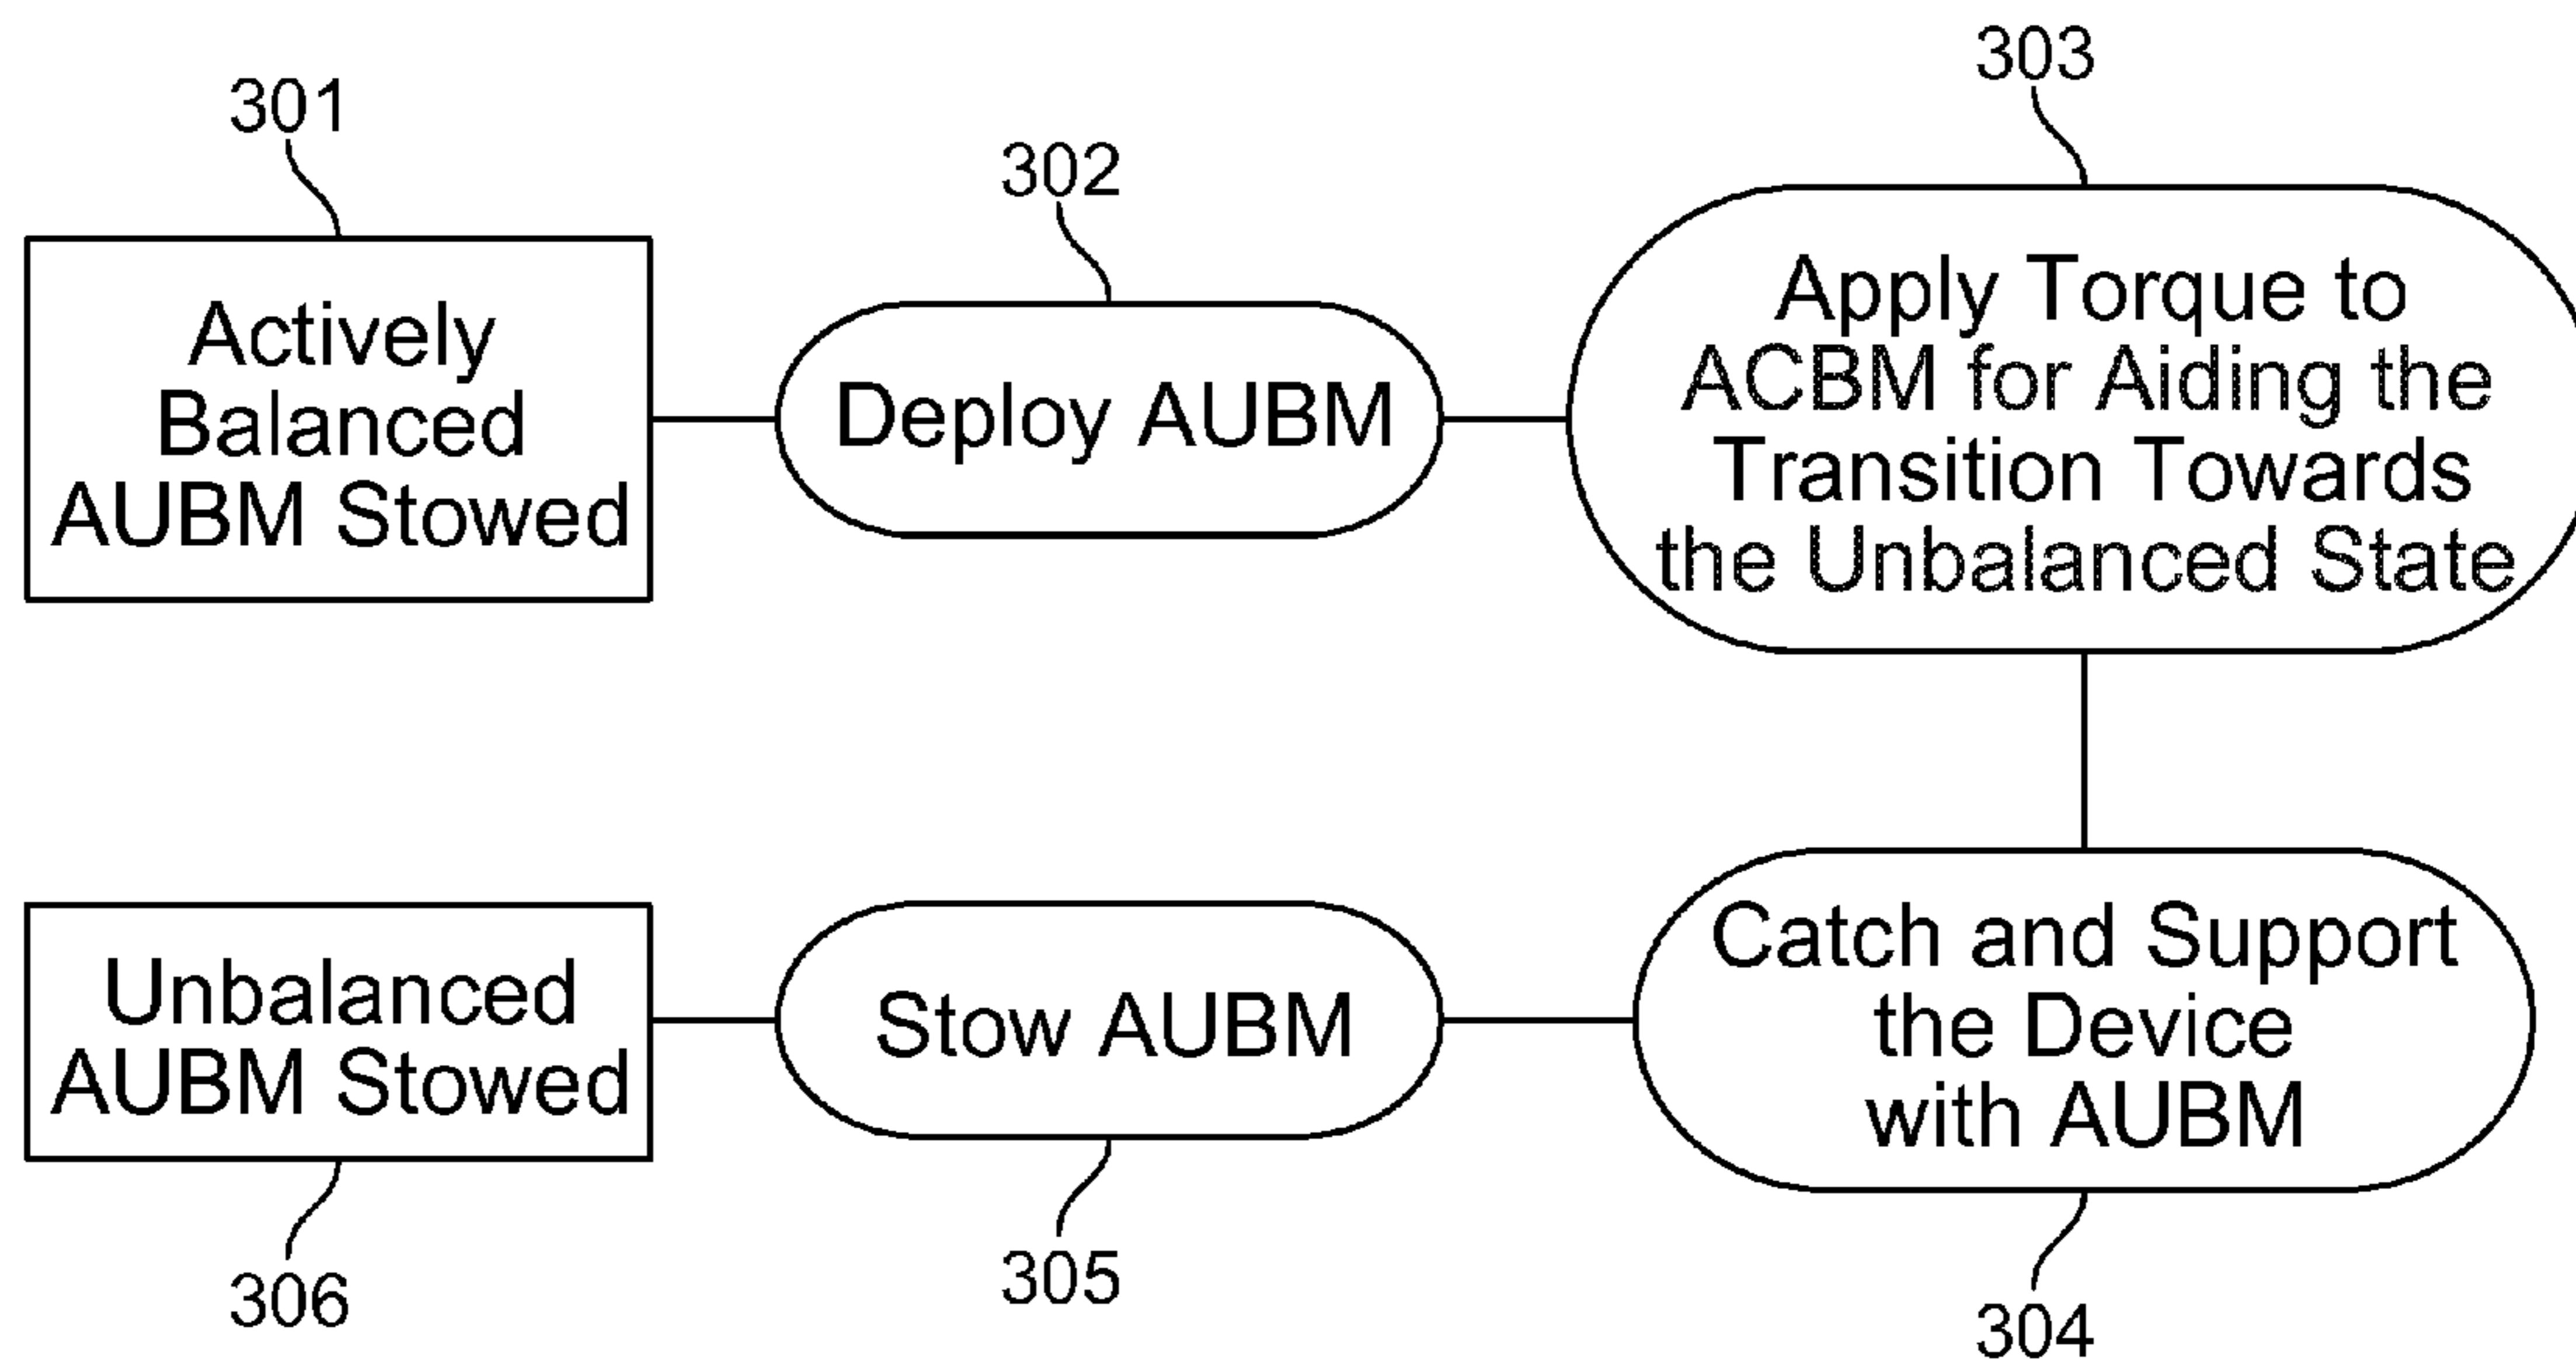 301
Actively
Balanced
AUBM Stowed
302
Deploy AUBM
303
Apply Torque to
ACBM for Aiding the
Transition Towards
the Unbalanced State
Catch and Support
the Device
with AUBM
304
Stow AUBM
305
Unbalanced
AUBM Stowed
306